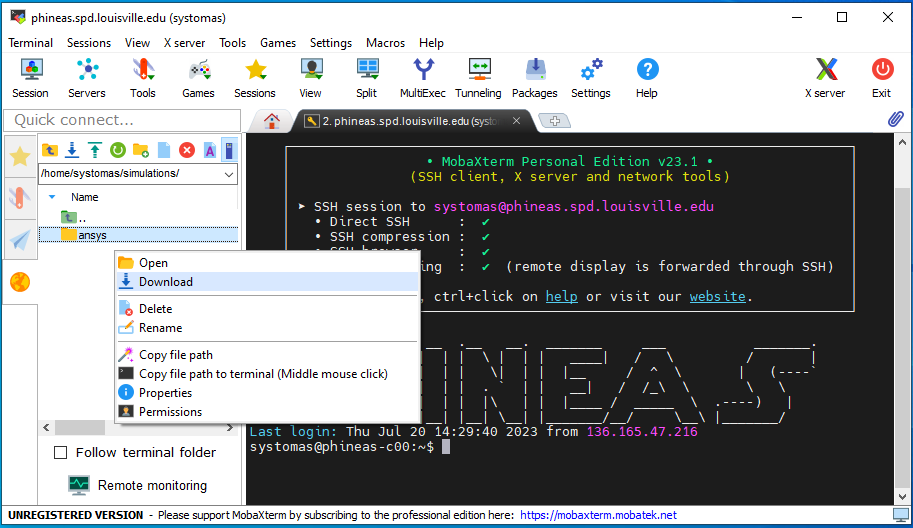 phineas.spd.louisville.edu (systomas)
Terminal Sessions View X server Tools Games Settings Macros Help
Session Servers Tools Games Sessions View Split MultiExec Tunneling Packages Settings Help X server Exit
Quick connect...
2. phineas.spd.louisville.edu (systo
/home/systomas/simulations/
Name
..
ansys
Open
Download
Delete
Rename
Copy file path
Copy file path to terminal (Middle mouse click)
Properties
Permissions
Follow terminal folder
Remote monitoring
• MobaXterm Personal Edition v23.1 •
(SSH client, X server and network tools)
➤ SSH session to systomas@phineas.spd.louisville.edu
• Direct SSH : ✔
• SSH compression : ✔
✔
ing : ✔ (remote display is forwarded through SSH)
, ctrl+click on help or visit our website.
INEAS
Last login: Thu Jul 20 14:29:40 2023 from 136.165.47.216
systomas@phineas-c00:~$
UNREGISTERED VERSION - Please support MobaXterm by subscribing to the professional edition here: https://mobaxterm.mobatek.net